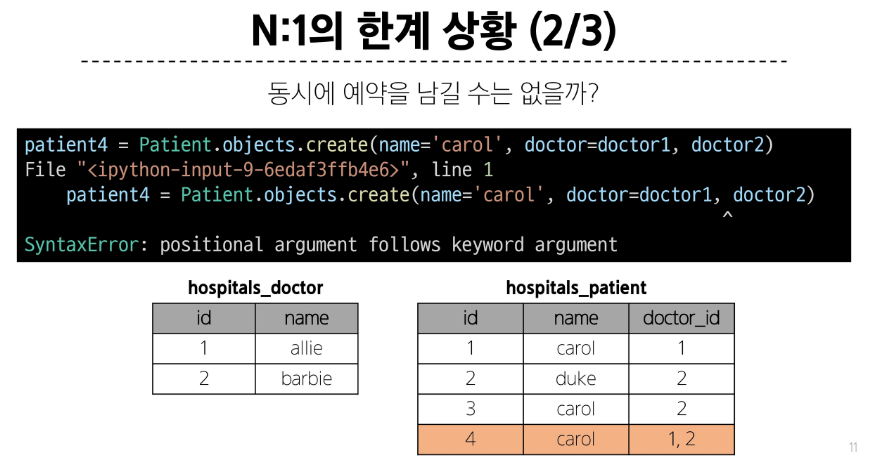 N:1의 한계 상황 (2/3)
동시에 예약을 남길 수는 없을까?
patient4 = Patient.objects.create(name='carol', doctor=doctor1, doctor2)
File "<ipython-input-9-6edaf3ffb4e6>", line 1
    patient4 = Patient.objects.create(name='carol', doctor=doctor1, doctor2)
^
SyntaxError: positional argument follows keyword argument
hospitals_doctor
id name
1 allie
2 barbie
hospitals_patient
id name doctor_id
1 carol 1
2 duke 2
3 carol 2
4 carol 1, 2
11